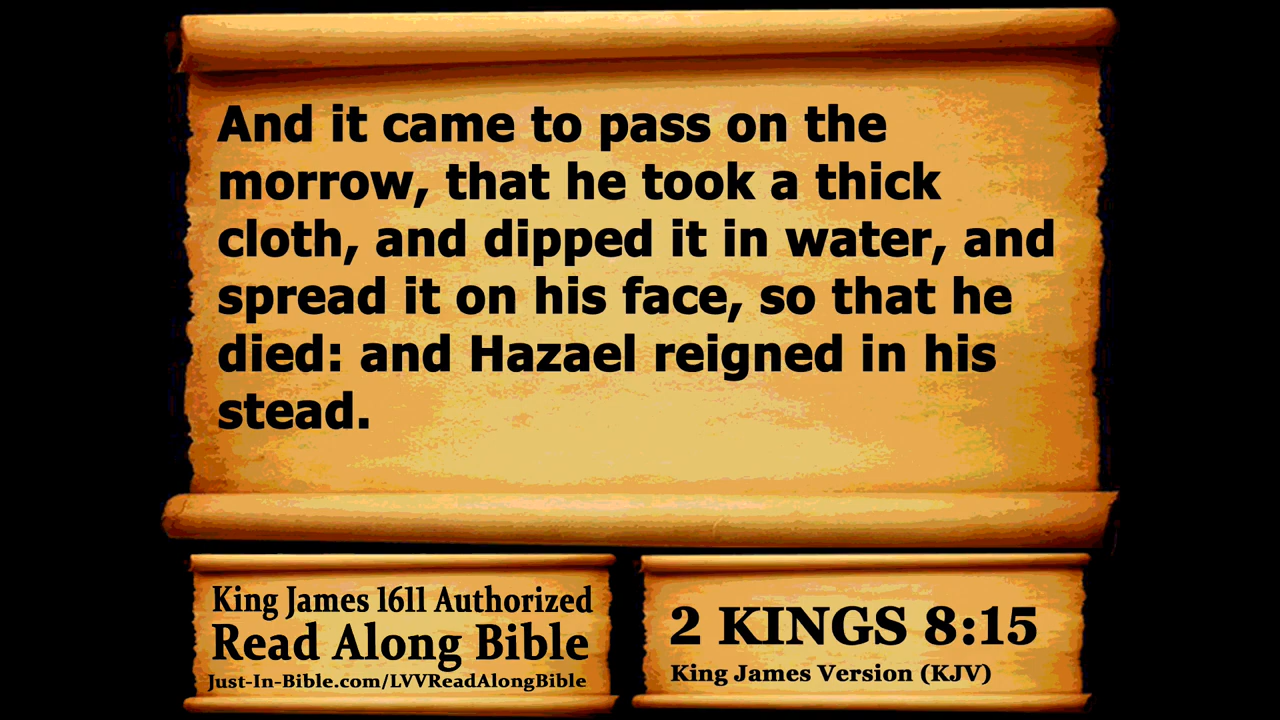 And it came to pass on the
morrow, that he took a thick
cloth, and dipped it in water, and
spread it on his face, so that he
died: and Hazael reigned in his
stead.
King James 1611 Authorized
Read Along Bible
Just-In-Bible.com/LVVReadAlongBible
2 KINGS 8:15
King James Version (KJV)